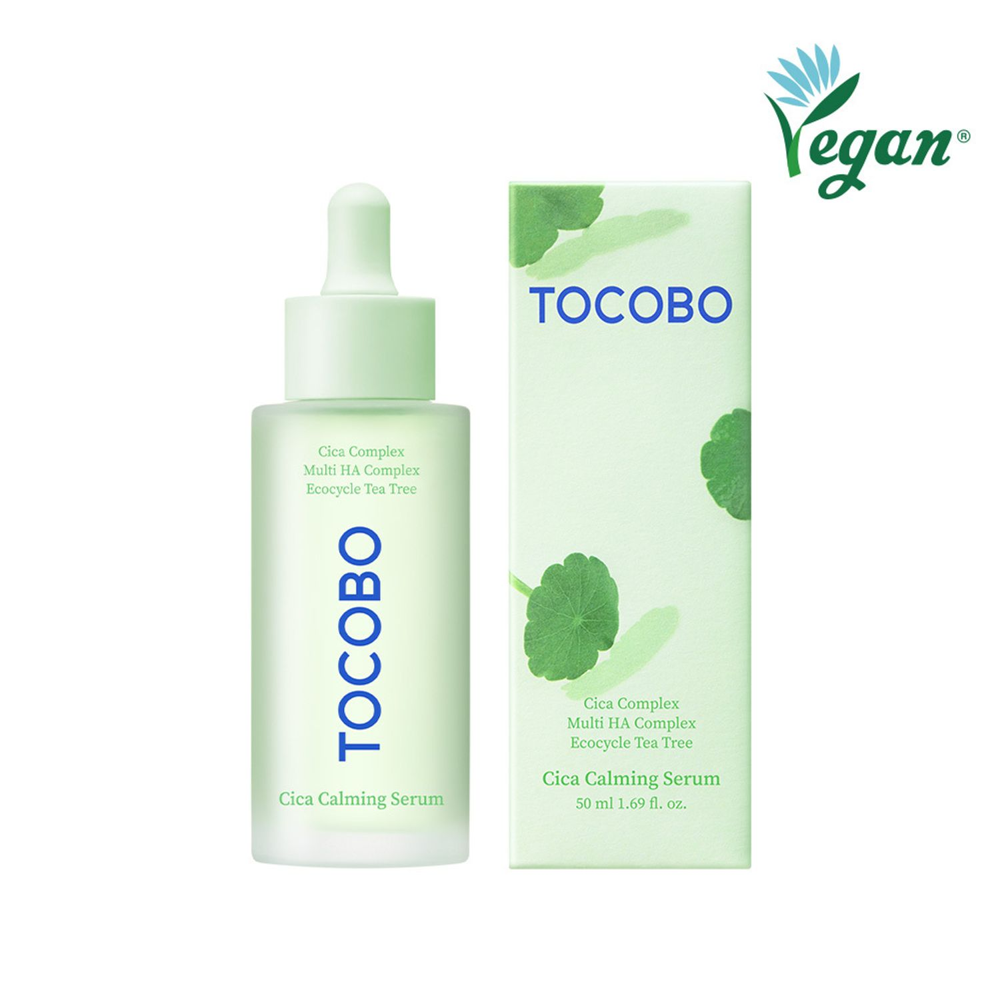 Vegan®
Cica Complex
Multi HA Complex
Ecocycle Tea Tree
TOCOBO
Cica Calming Serum
TOCOBO
Cica Complex
Multi HA Complex
Ecocycle Tea Tree
Cica Calming Serum
50 ml 1.69 fl. oz.